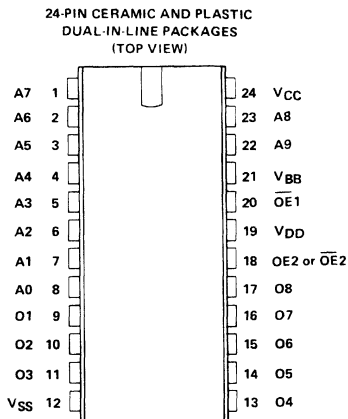 24-PIN CERAMIC AND PLASTIC
DUAL-IN-LINE PACKAGES
(TOP VIEW)
A7 1 24 VCC
A6 2 23 A8
A5 3 22 A9
A4 4 21 VBB
A3 5 20 O̅E̅1
A2 6 19 VDD
A1 7 18 OE2 or O̅E̅2
A0 8 17 O8
O1 9 16 O7
O2 10 15 O6
O3 11 14 O5
VSS 12 13 O4